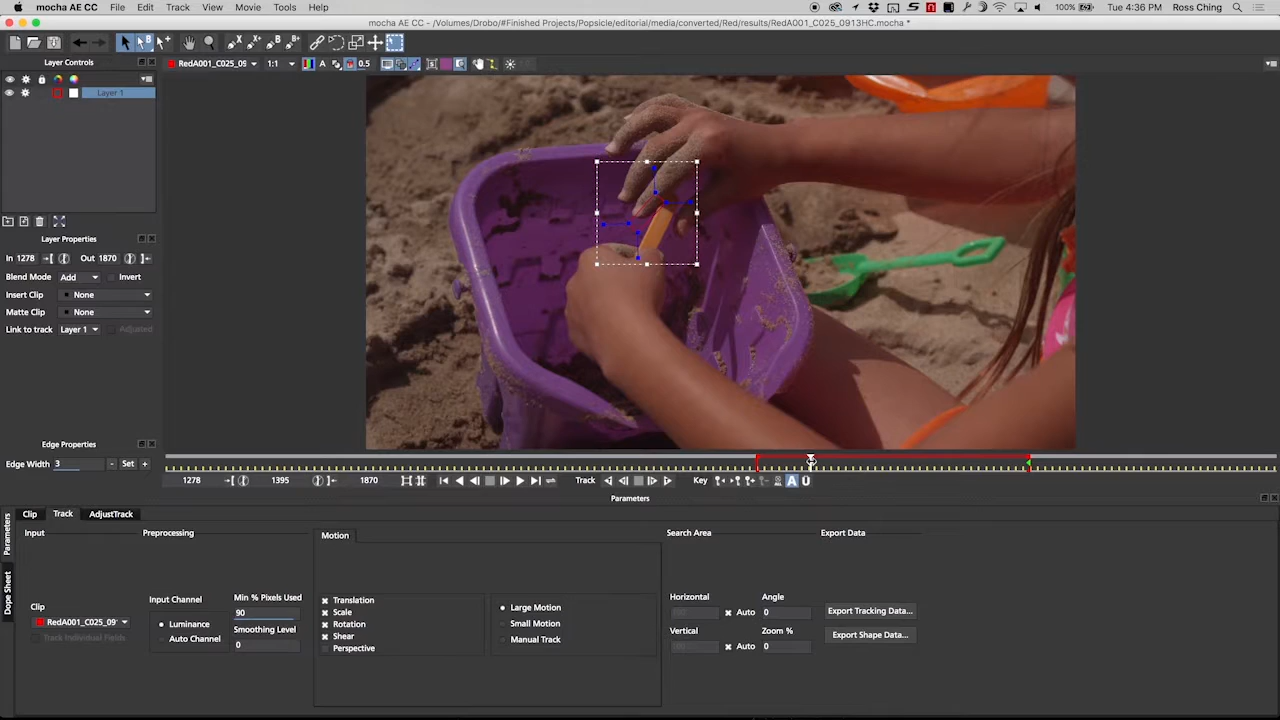 mocha AE CC File Edit Track View Movie Tools Help 100% Tue 4:36 PM Ross Ching
mocha AE CC - /Volumes/Drobo/#Finished Projects/Popsicle/editorial/media/converted/Red/results/RedA001_C025_0913HC.mocha *
Layer Controls
RedA001_C025_09 1:1 A 0.5 1.0
Layer 1
Layer Properties
In 1278 Out 1870
Blend Mode Add Invert
Insert Clip None
Matte Clip None
Link to track Layer 1 Adjusted
Edge Properties
Edge Width 3 - Set +
1278 1395 1870 Track Key A
Parameters
Clip Track AdjustTrack
Parameters
Dope Sheet
Input
Clip
RedA001_C025_09
Track Individual Fields
Preprocessing
Input Channel
Luminance
Auto Channel
Min % Pixels Used
90
Smoothing Level
0
Motion
Translation
Scale
Rotation
Shear
Perspective
Large Motion
Small Motion
Manual Track
Search Area
Horizontal Angle
Auto 0
Vertical Zoom %
Auto 0
Export Data
Export Tracking Data...
Export Shape Data...